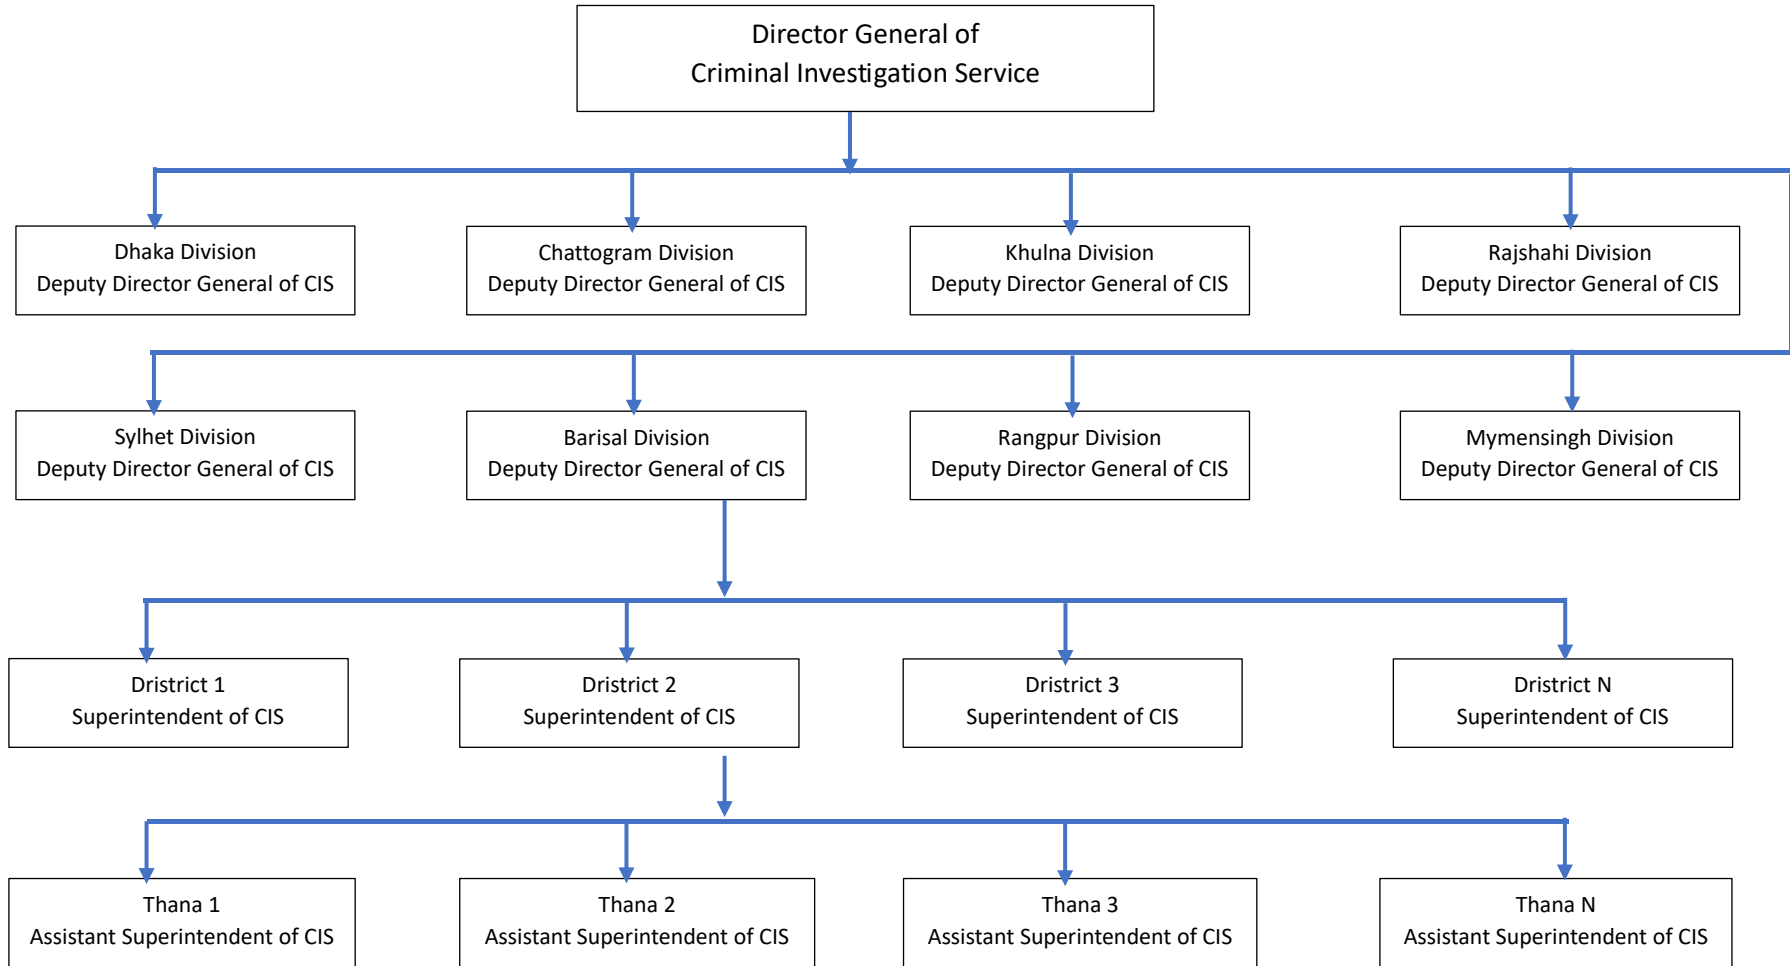 Director General of
Criminal Investigation Service
Dhaka Division
Deputy Director General of CIS
Chattogram Division
Deputy Director General of CIS
Khulna Division
Deputy Director General of CIS
Rajshahi Division
Deputy Director General of CIS
Sylhet Division
Deputy Director General of CIS
Barisal Division
Deputy Director General of CIS
Rangpur Division
Deputy Director General of CIS
Mymensingh Division
Deputy Director General of CIS
Dristrict 1
Superintendent of CIS
Dristrict 2
Superintendent of CIS
Dristrict 3
Superintendent of CIS
Dristrict N
Superintendent of CIS
Thana 1
Assistant Superintendent of CIS
Thana 2
Assistant Superintendent of CIS
Thana 3
Assistant Superintendent of CIS
Thana N
Assistant Superintendent of CIS